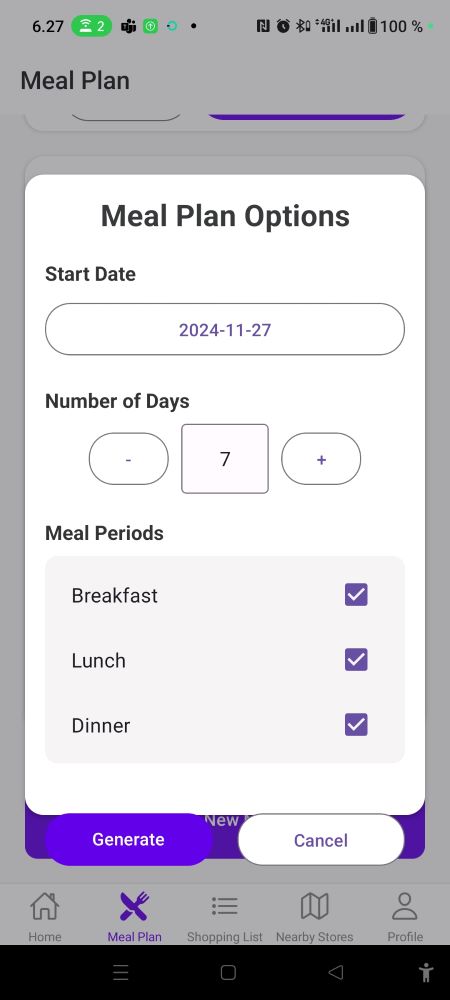 6.27 2 4G 100 %
Meal Plan
Meal Plan Options
Start Date
2024-11-27
Number of Days
- 7 +
Meal Periods
Breakfast
Lunch
Dinner
New
Generate Cancel
Home Meal Plan Shopping List Nearby Stores Profile